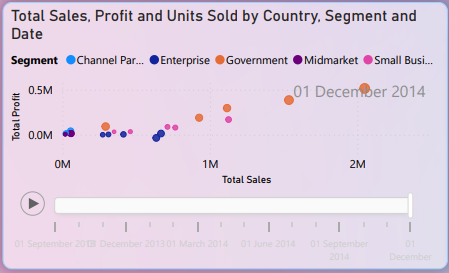 Total Sales, Profit and Units Sold by Country, Segment and
Date
Segment Channel Par... Enterprise Government Midmarket Small Busi...
01 December 2014
0.5M
0.0M
Total Profit
0M 1M 2M
Total Sales
01 September 2013 01 December 2013 01 March 2014 01 June 2014 01 September 2014 01 December